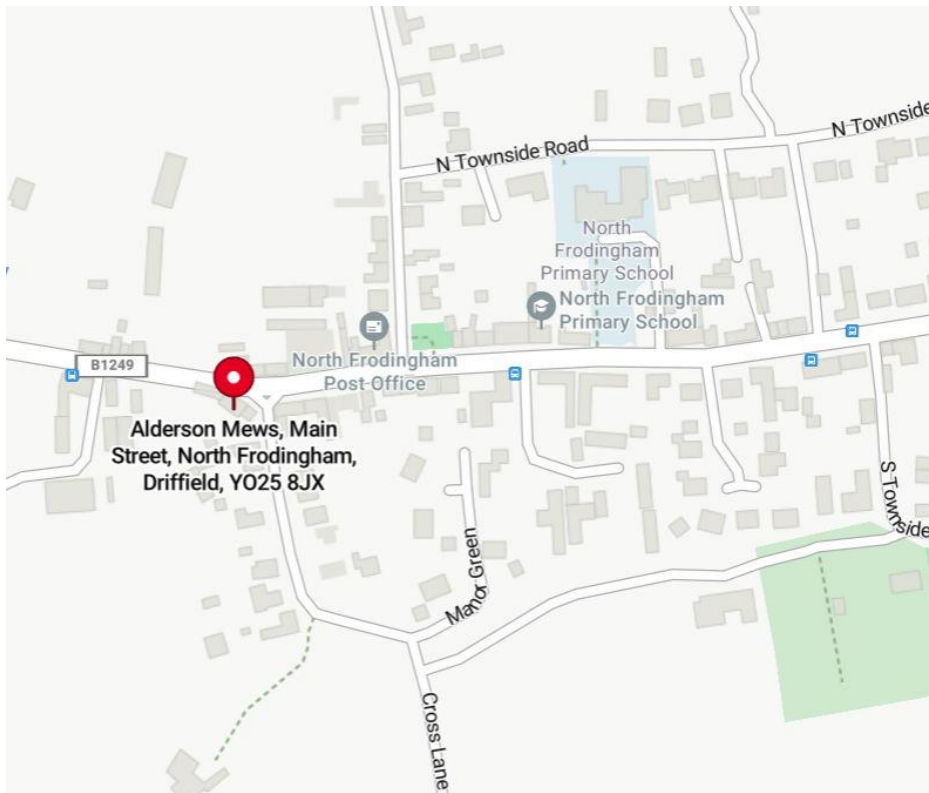 N Townside Road
N Townside
North
Frodingham
Primary School
North Frodingham
Primary School
North Frodingham
Post Office
B1249
Alderson Mews, Main
Street, North Frodingham,
Driffield, YO25 8JX
S Townside
Manor Green
Cross Lane